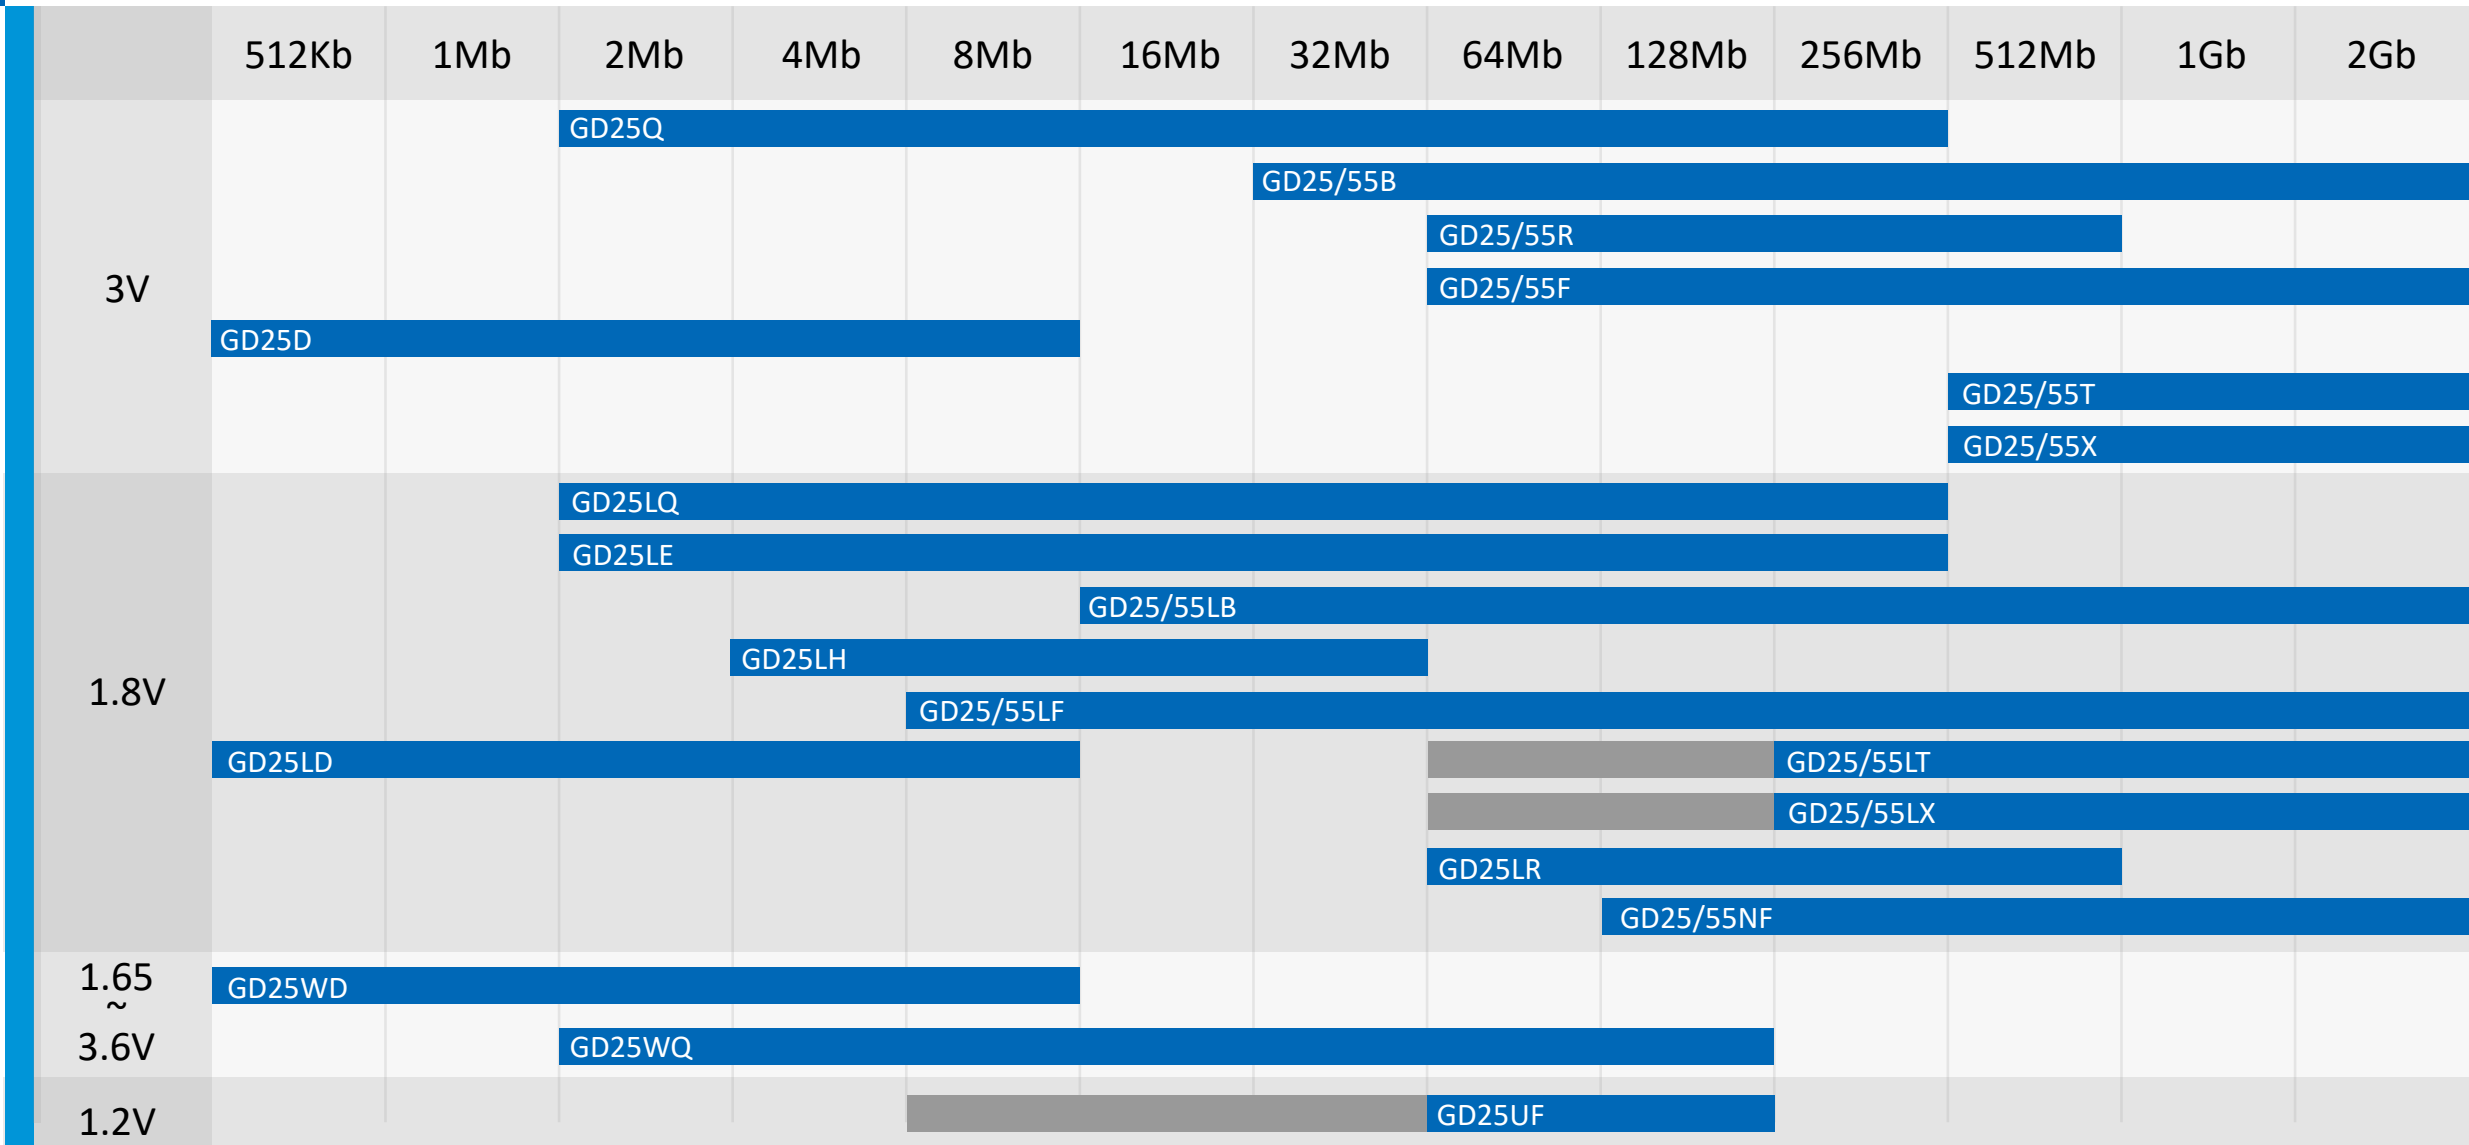 512Kb 1Mb 2Mb 4Mb 8Mb 16Mb 32Mb 64Mb 128Mb 256Mb 512Mb 1Gb 2Gb
3V
GD25Q
GD25/55B
GD25/55R
GD25/55F
GD25D
GD25/55T
GD25/55X
1.8V
GD25LQ
GD25LE
GD25/55LB
GD25LH
GD25/55LF
GD25LD GD25/55LT
GD25/55LX
GD25LR
GD25/55NF
1.65
~
3.6V
GD25WD
GD25WQ
1.2V
GD25UF